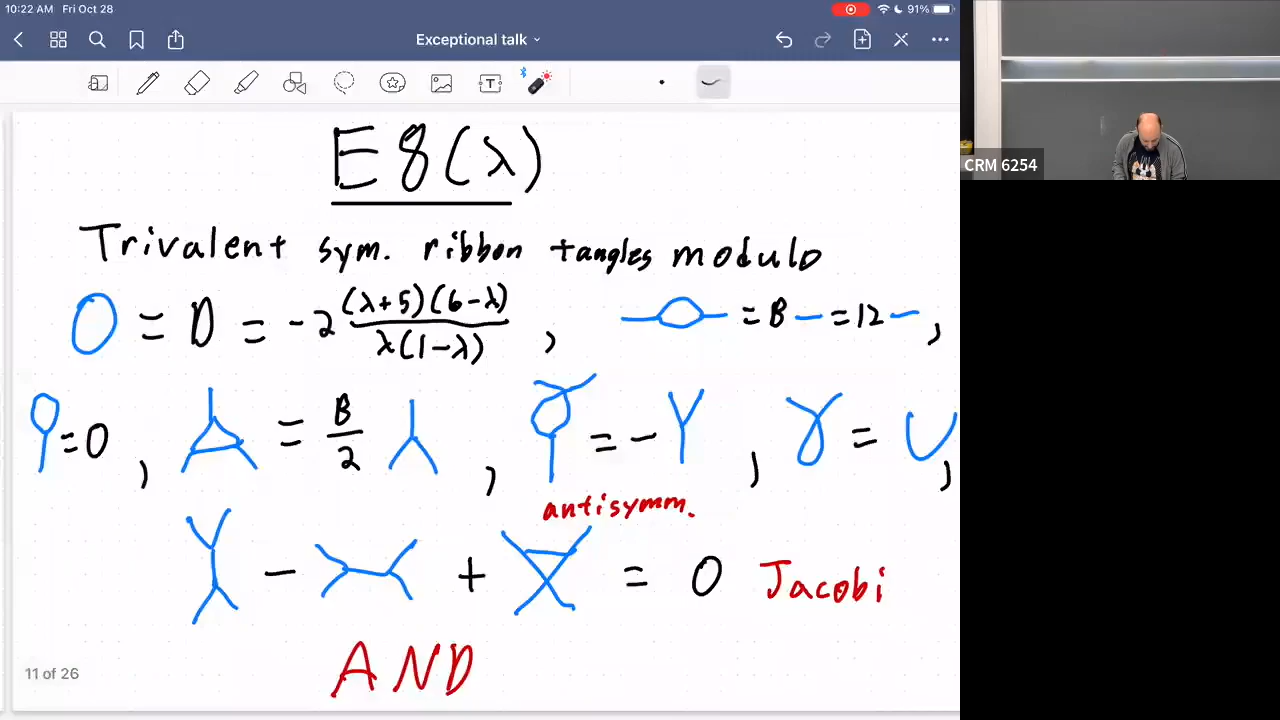 10:22 AM Fri Oct 28
91%
Exceptional talk
E8(λ)
Trivalent sym. ribbon tangles modulo
= D = -2 (λ+5)(6-λ) / λ(1-λ) , = B = 12 ,
= 0 , = B/2 , = - , = ,
antisymm.
- + = 0 Jacobi
AND
11 of 26
CRM 6254